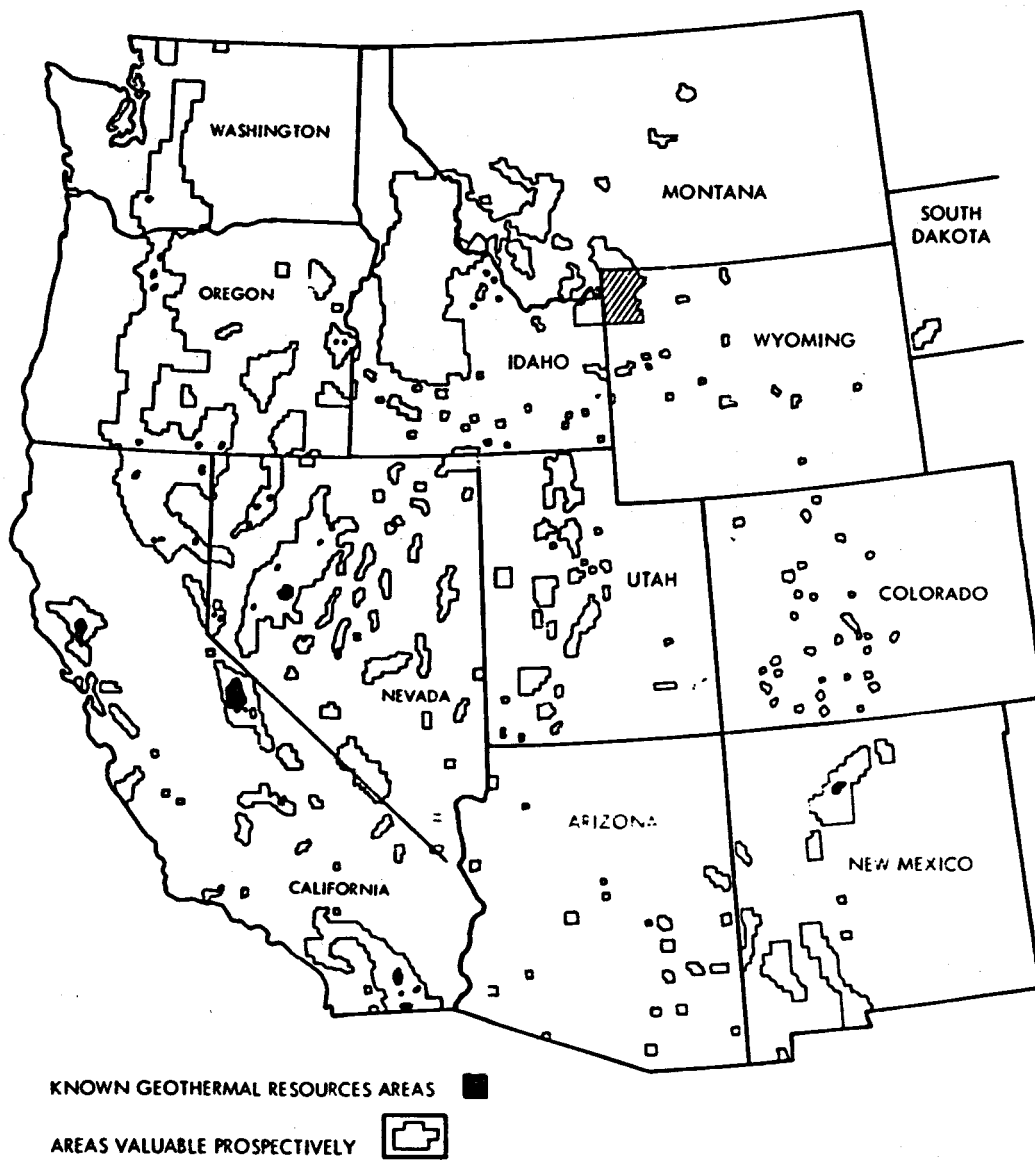 WASHINGTON
MONTANA
SOUTH
DAKOTA
OREGON
IDAHO
WYOMING
UTAH
COLORADO
NEVADA
ARIZONA
NEW MEXICO
CALIFORNIA
KNOWN GEOTHERMAL RESOURCES AREAS
AREAS VALUABLE PROSPECTIVELY